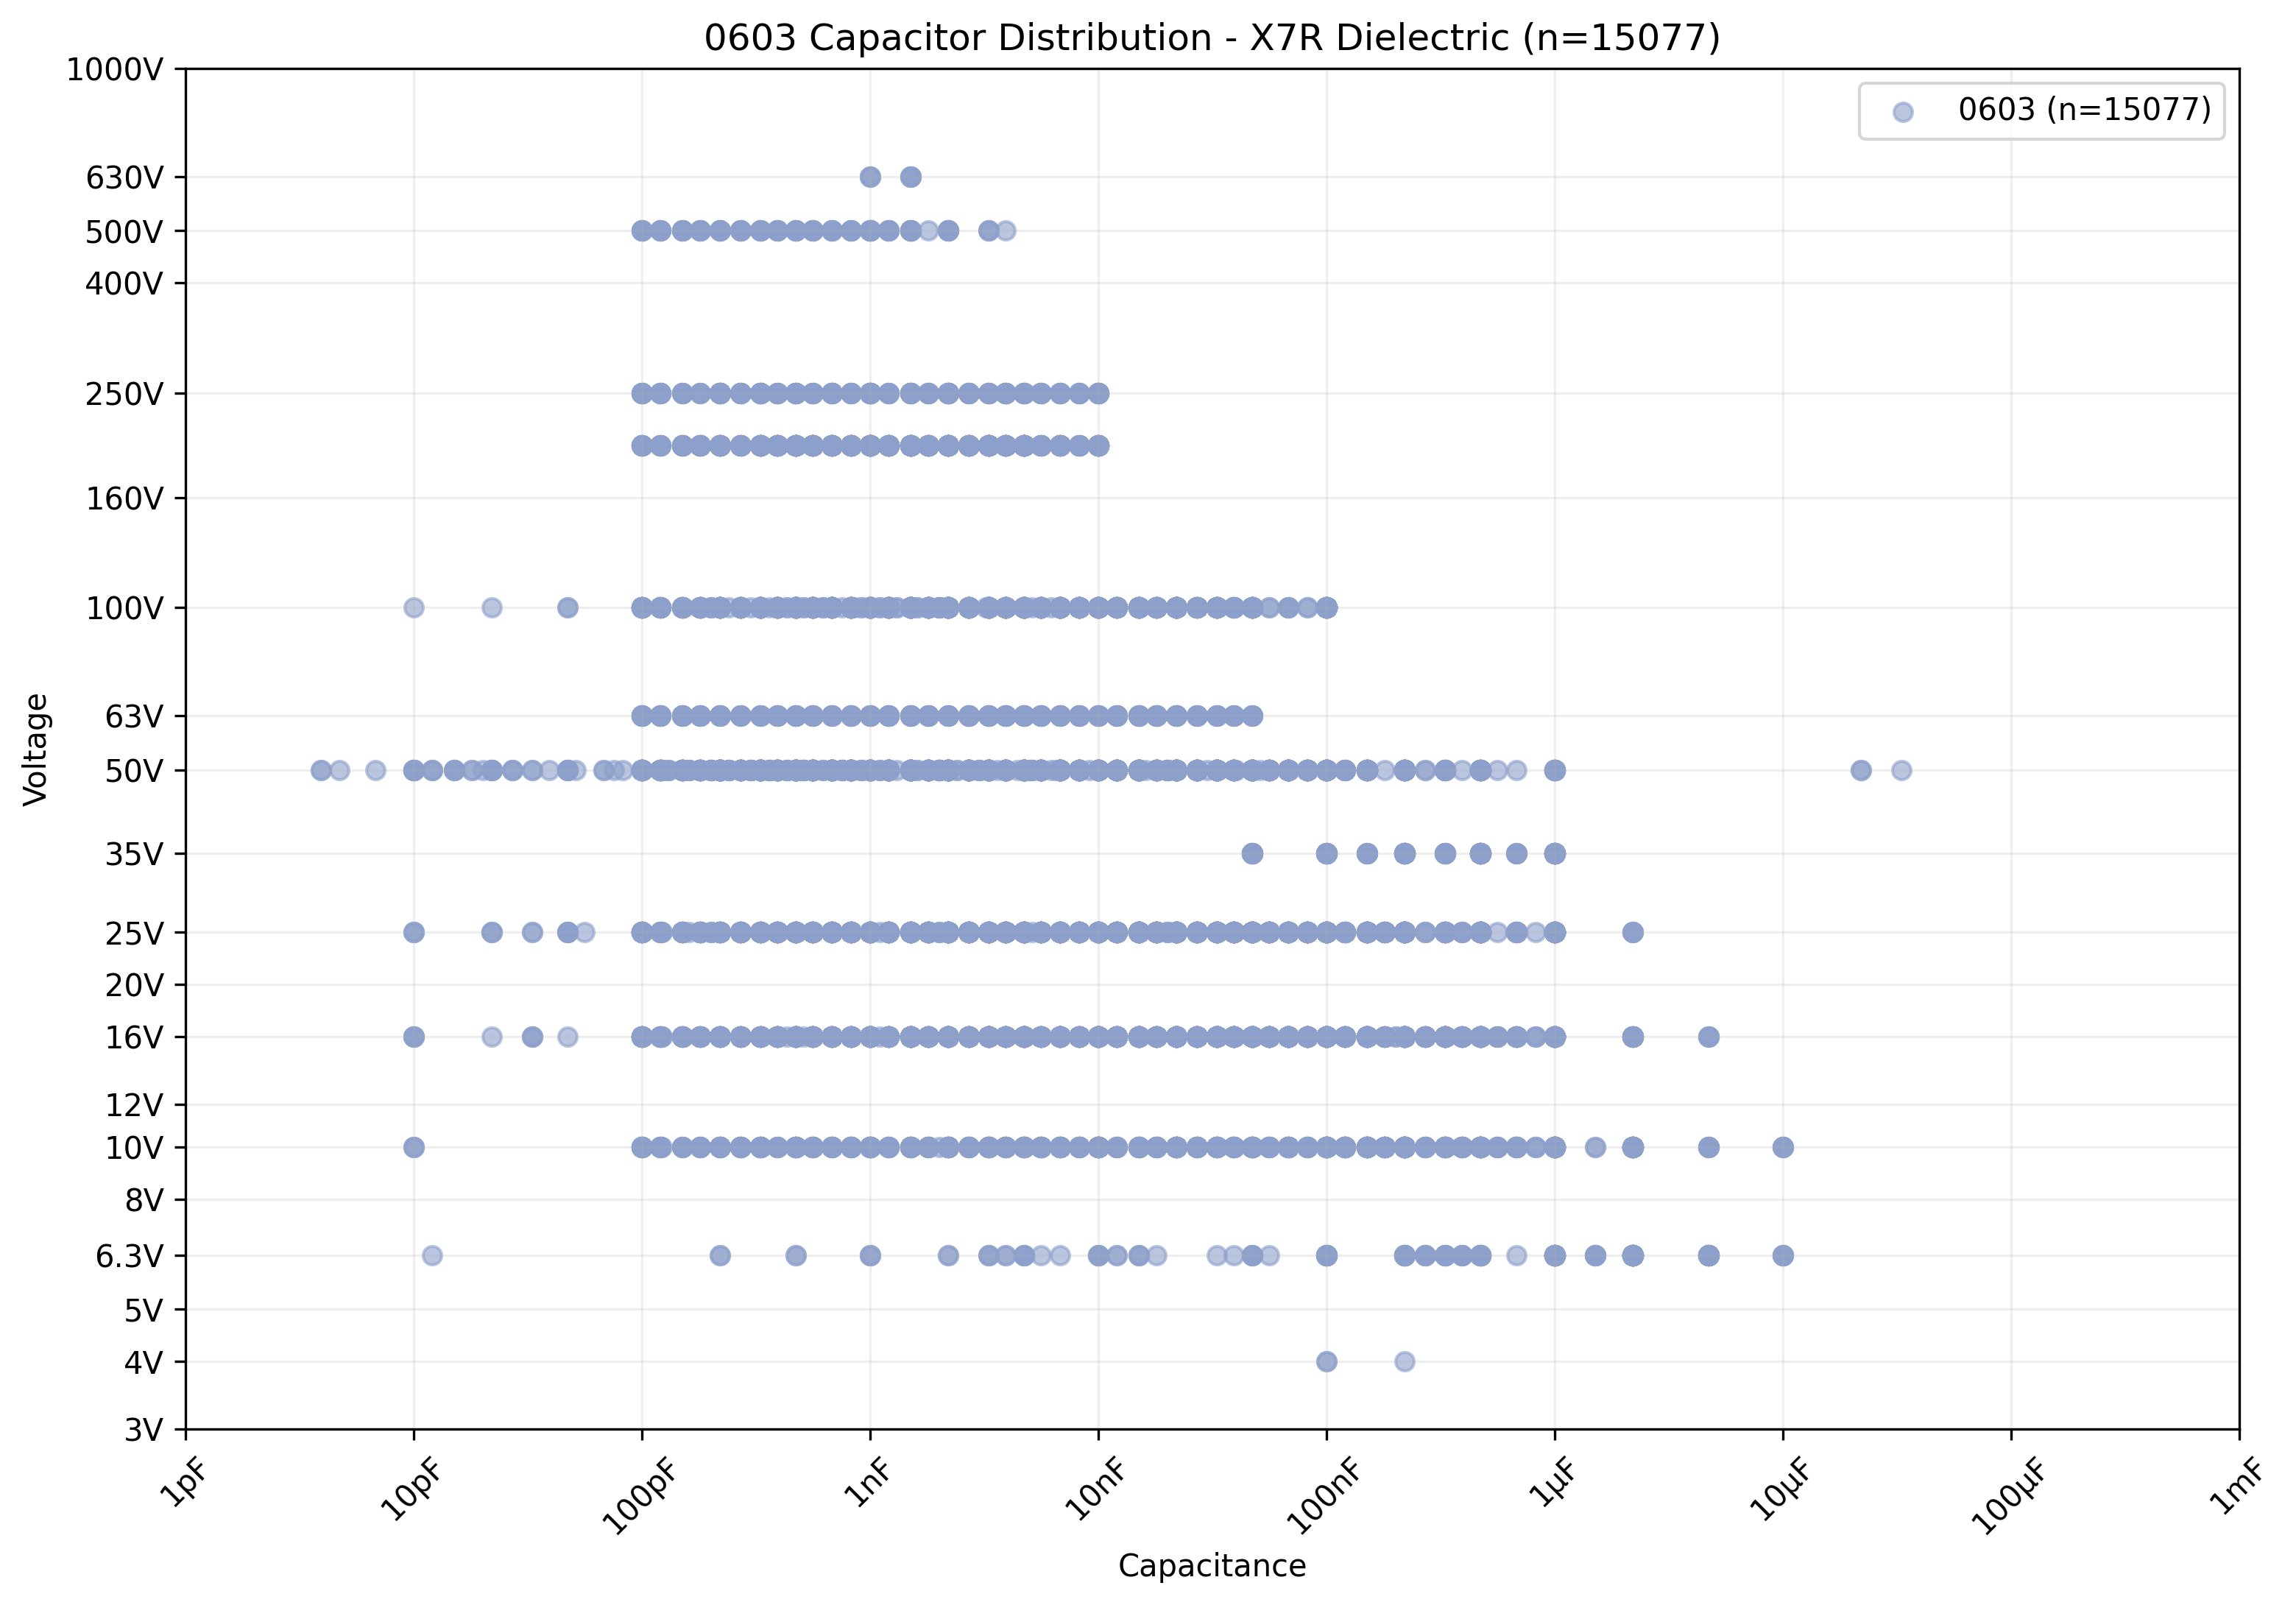 0603 Capacitor Distribution - X7R Dielectric (n=15077)
0603 (n=15077)
1000V
630V
500V
400V
250V
160V
100V
63V
50V
35V
25V
20V
16V
12V
10V
8V
6.3V
5V
4V
3V
Voltage
1pF
10pF
100pF
1nF
10nF
100nF
1µF
10µF
100µF
1mF
Capacitance